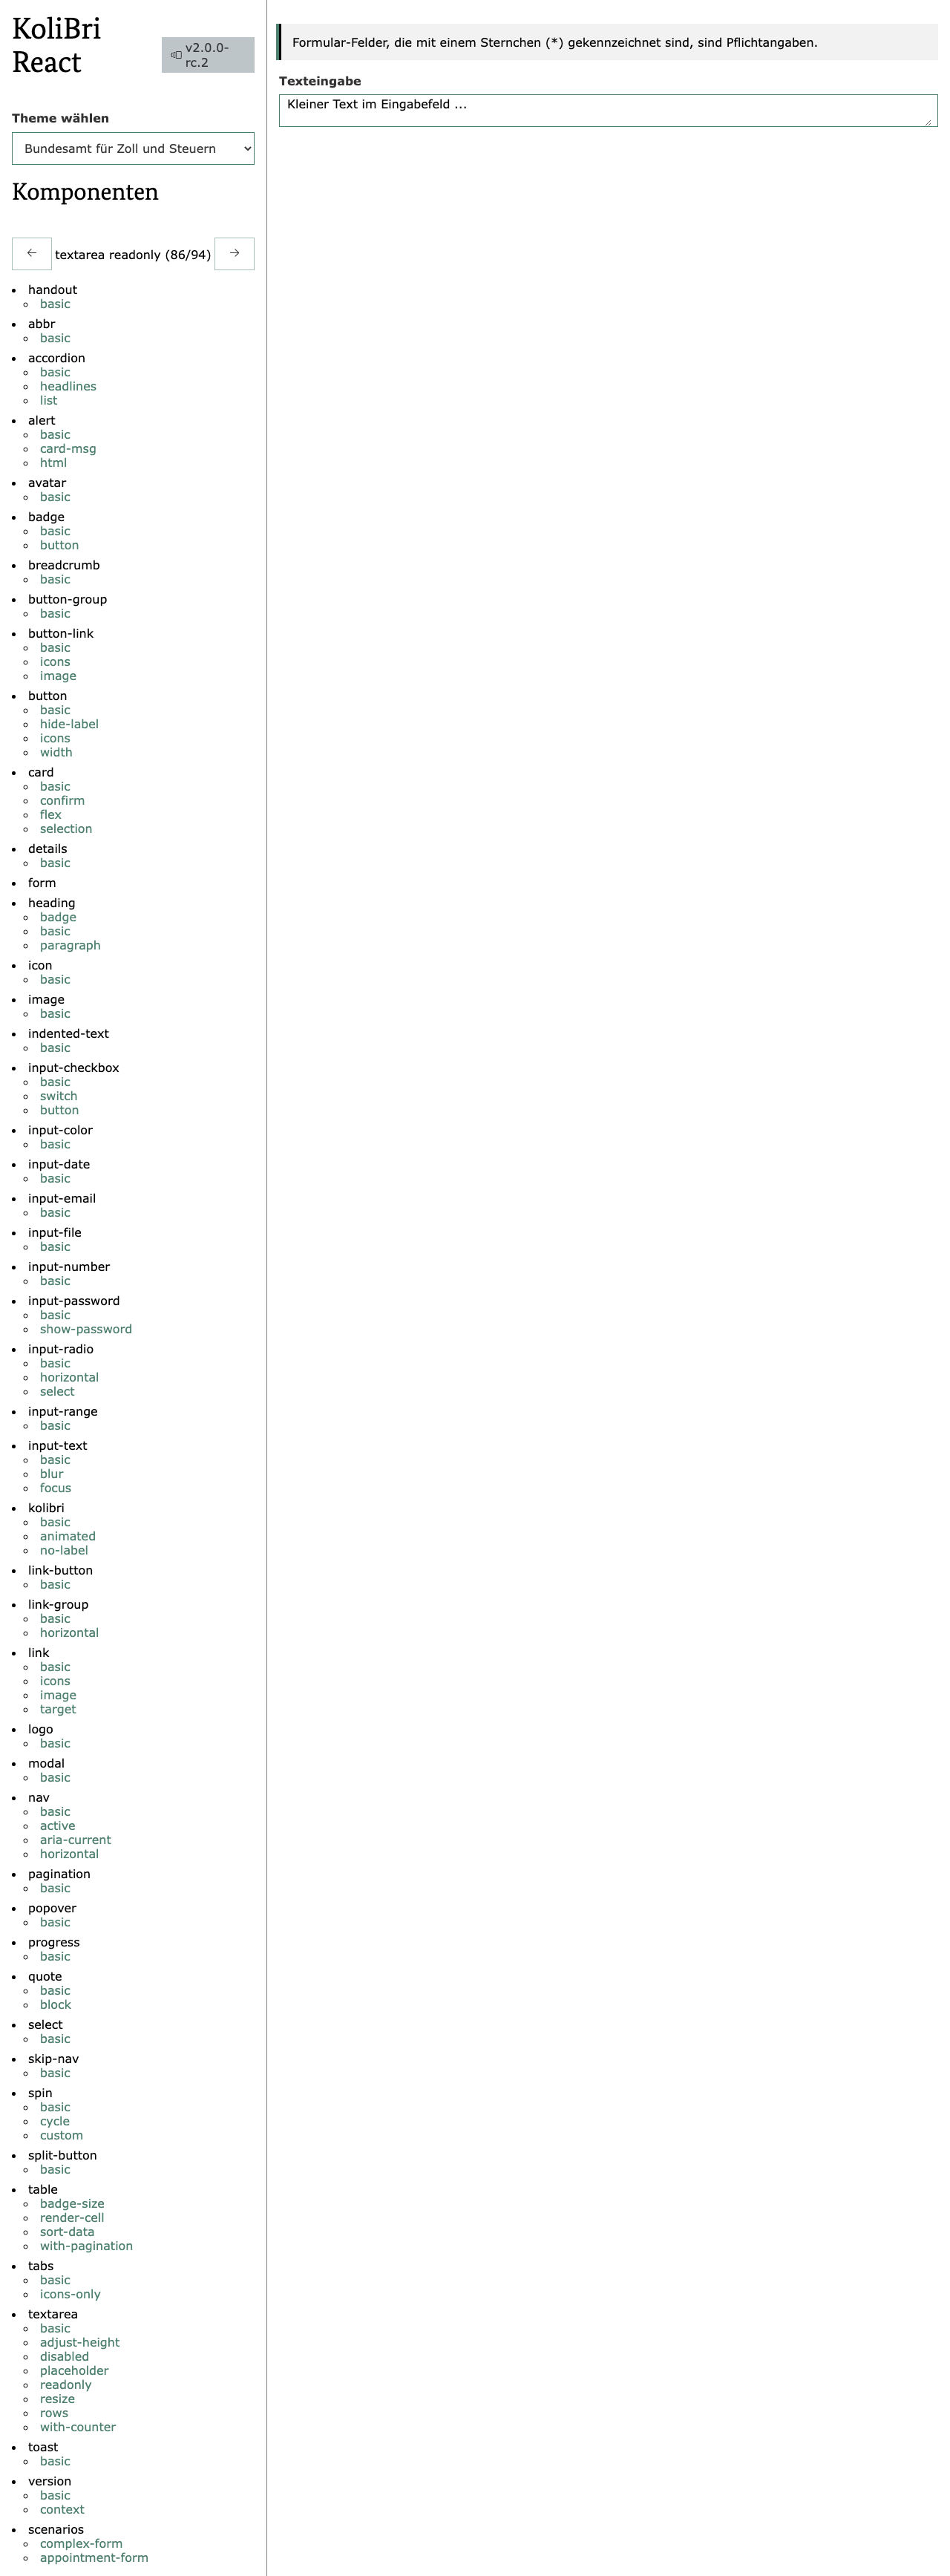 KoliBri
React
v2.0.0-
rc.2
Theme wählen
Bundesamt für Zoll und Steuern
Komponenten
← textarea readonly (86/94) →
handout
basic
abbr
basic
accordion
basic
headlines
list
alert
basic
card-msg
html
avatar
basic
badge
basic
button
breadcrumb
basic
button-group
basic
button-link
basic
icons
image
button
basic
hide-label
icons
width
card
basic
confirm
flex
selection
details
basic
form
heading
badge
basic
paragraph
icon
basic
image
basic
indented-text
basic
input-checkbox
basic
switch
button
input-color
basic
input-date
basic
input-email
basic
input-file
basic
input-number
basic
input-password
basic
show-password
input-radio
basic
horizontal
select
input-range
basic
input-text
basic
blur
focus
kolibri
basic
animated
no-label
link-button
basic
link-group
basic
horizontal
link
basic
icons
image
target
logo
basic
modal
basic
nav
basic
active
aria-current
horizontal
pagination
basic
popover
basic
progress
basic
quote
basic
block
select
basic
skip-nav
basic
spin
basic
cycle
custom
split-button
basic
table
badge-size
render-cell
sort-data
with-pagination
tabs
basic
icons-only
textarea
basic
adjust-height
disabled
placeholder
readonly
resize
rows
with-counter
toast
basic
version
basic
context
scenarios
complex-form
appointment-form
Formular-Felder, die mit einem Sternchen (*) gekennzeichnet sind, sind Pflichtangaben.
Texteingabe
Kleiner Text im Eingabefeld ...